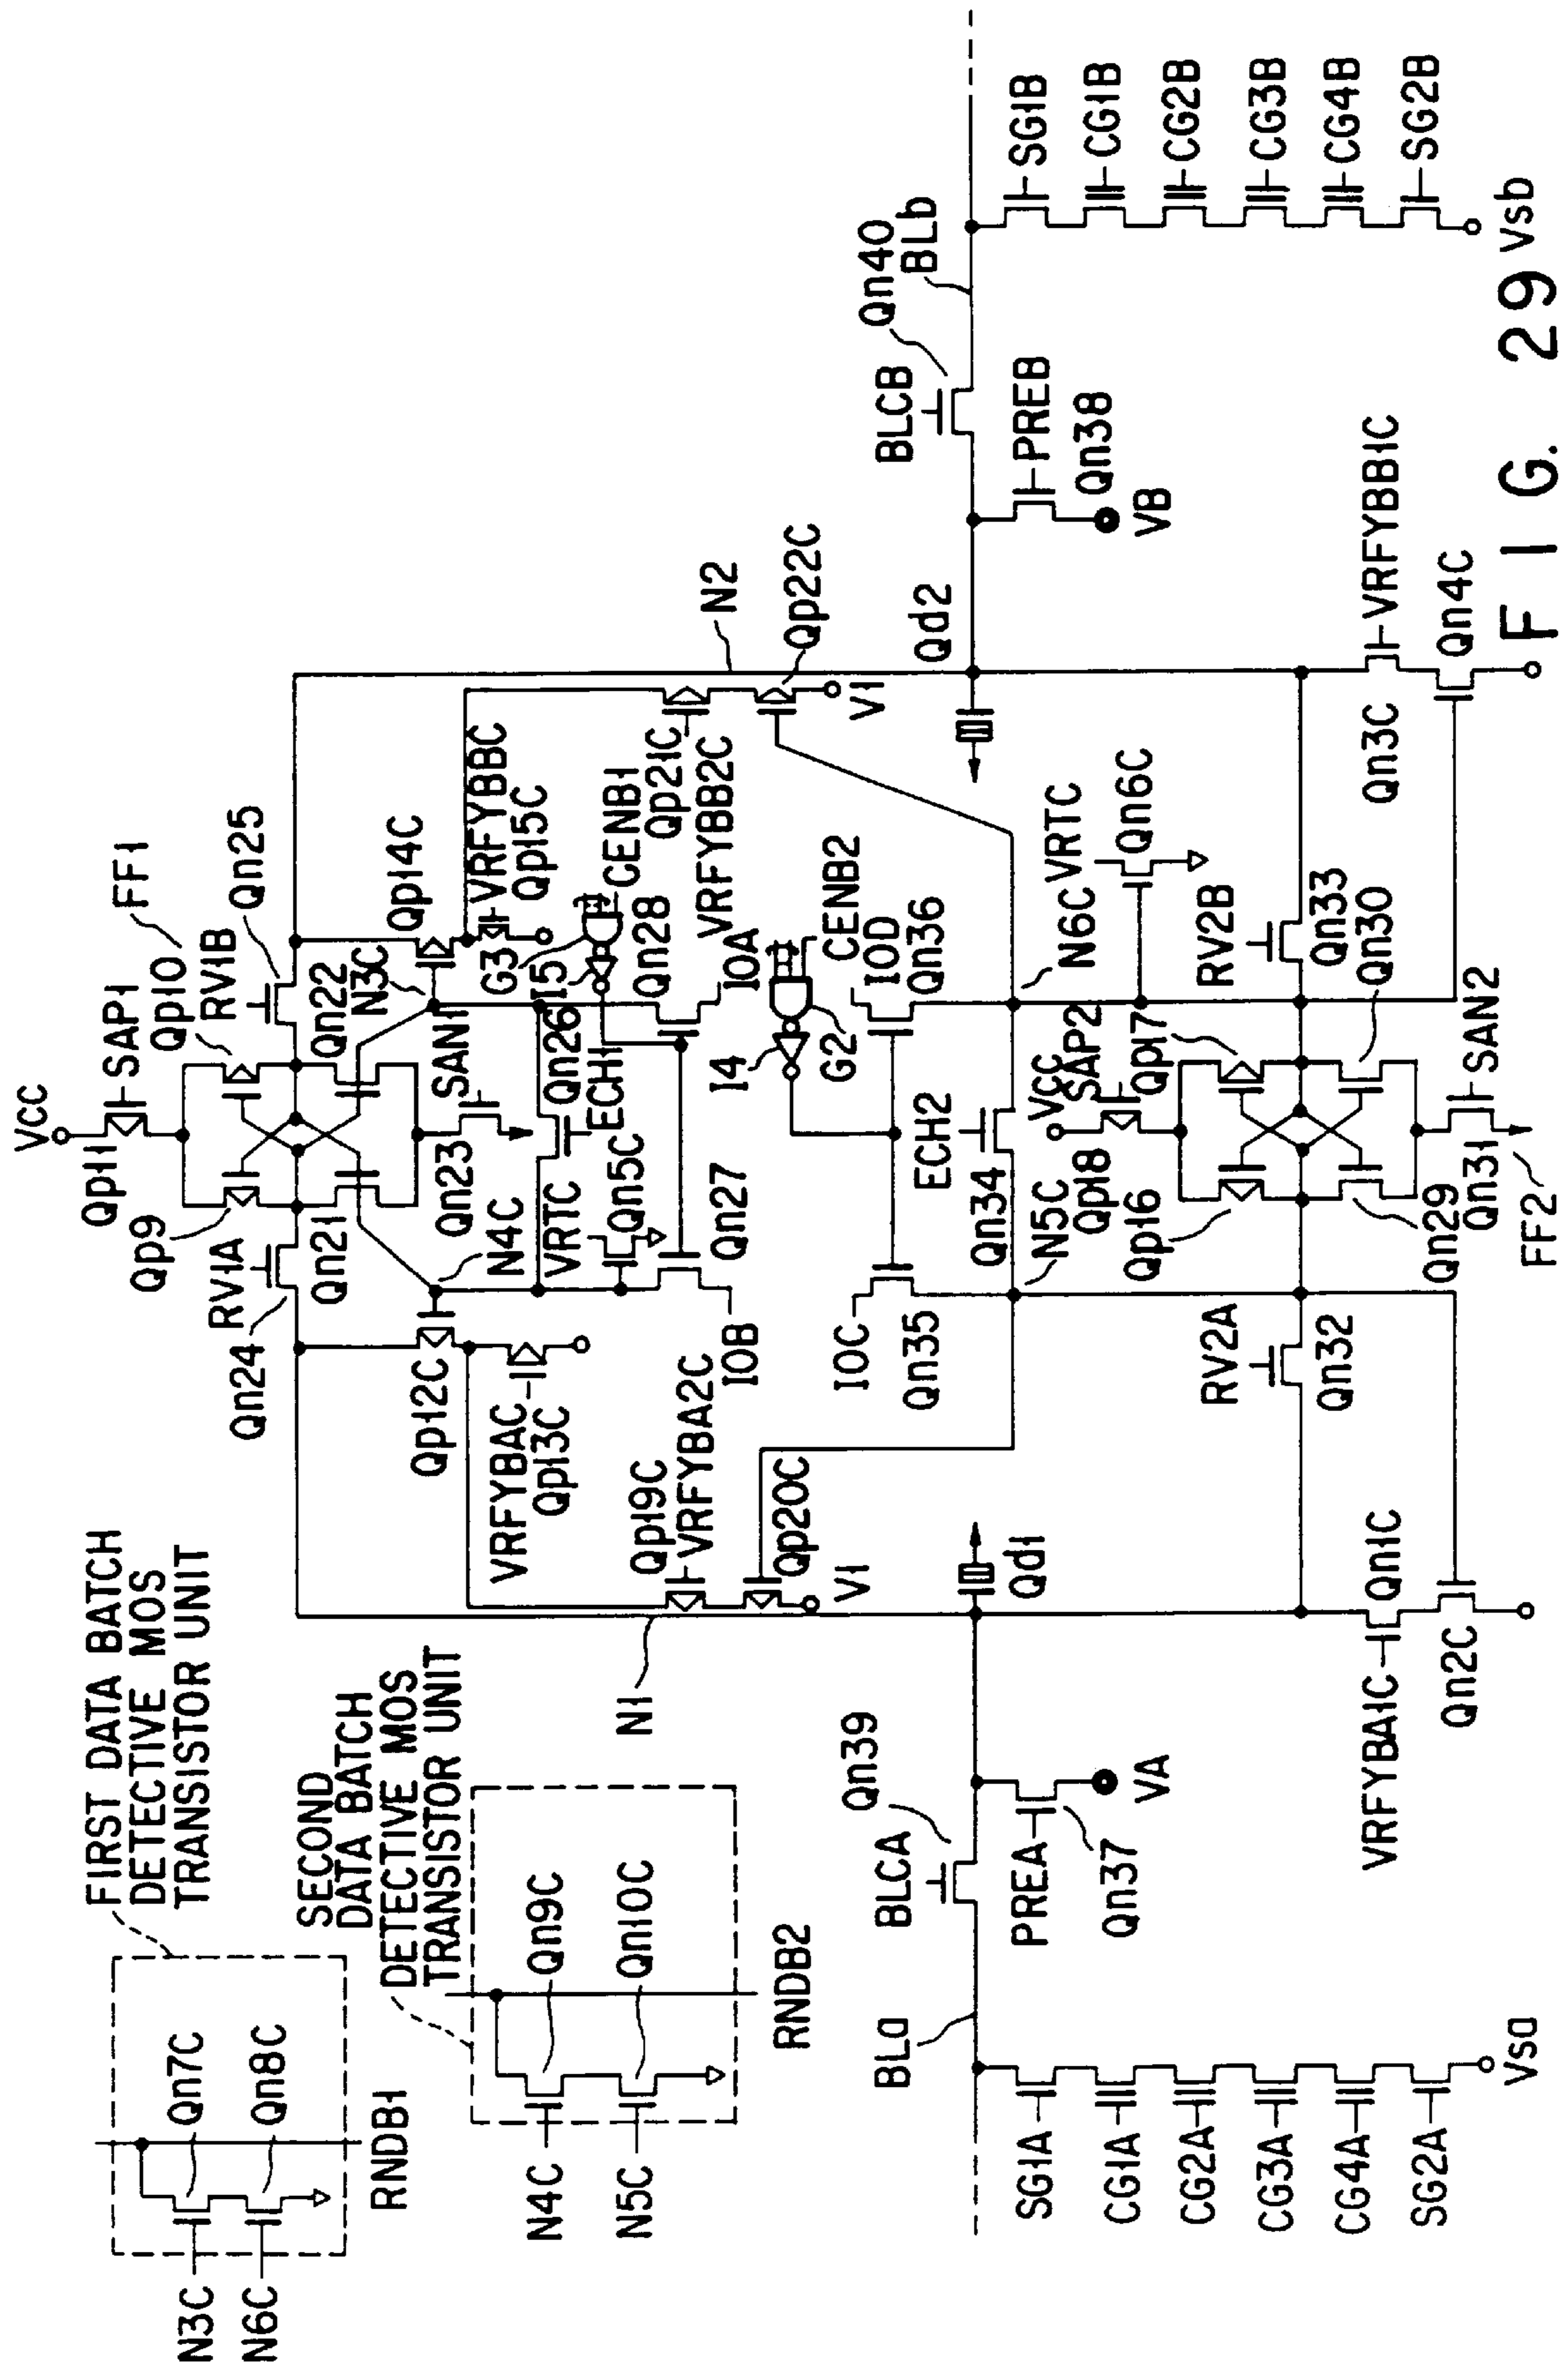 FIRST DATA BATCH
DETECTIVE MOS
TRANSISTOR UNIT
N3C
N6C
Qn7C
Qn8C
RNDB1
SECOND
DATA BATCH
DETECTIVE MOS
TRANSISTOR UNIT
N4C
N5C
Qn9C
Qn10C
RNDB2
VCC
Qp11
SAP1
Qp9
Qp10
FF1
RV1A
RV1B
Qn24
Qn25
Qn21
Qn22
N3C
Qn23
SAN1
N4C
Qp12C
Qp14C
VRFYBAC
Qp13C
VRFYBBC
Qp15C
VRTC
Qn5C
Qn26
ECH1
G3
I5
CENB1
Qn27
Qn28
IOB
IOA
Qp19C
VRFYBA2C
Qp20C
V1
Qp21C
VRFYBB2C
Qp22C
V1
N1
N2
I4
G2
CENB2
IOC
IOD
Qn35
Qn36
ECH2
Qn34
N5C
N6C
VRTC
Qn6C
Qd1
Qd2
BLa
BLCA
Qn39
PREA
Qn37
VA
BLCB
Qn40
BLb
PREB
Qn38
VB
SG1A
CG1A
CG2A
CG3A
CG4A
SG2A
Vsa
SG1B
CG1B
CG2B
CG3B
CG4B
SG2B
Vsb
VCC
SAP2
Qp18
Qp16
Qp17
RV2A
Qn32
RV2B
Qn33
Qn29
Qn30
Qn31
SAN2
FF2
VRFYBA1C
Qn1C
Qn2C
Qn3C
VRFYBB1C
Qn4C
FIG. 29